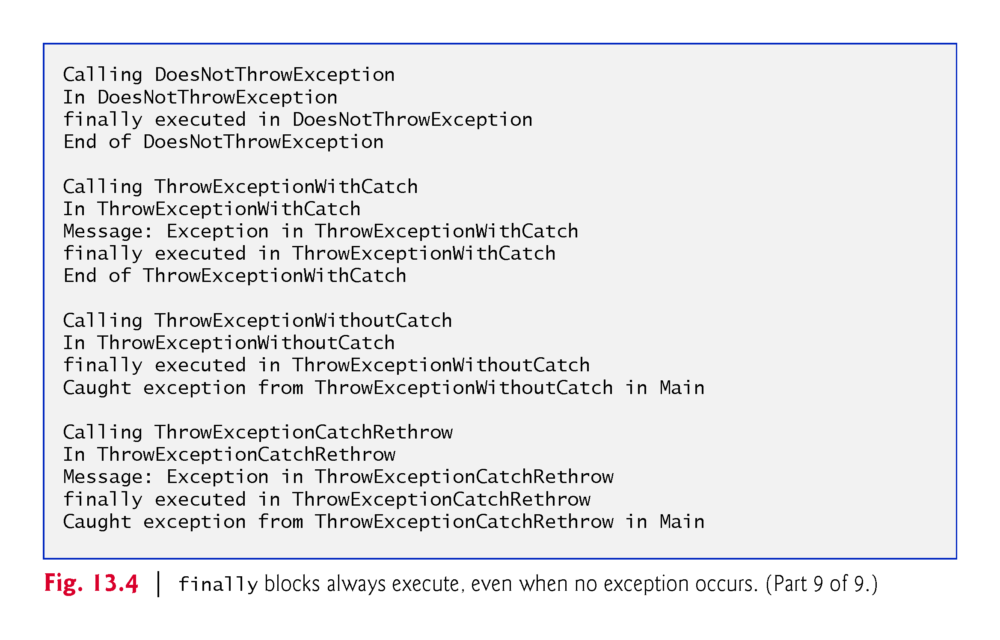 Calling DoesNotThrowException
In DoesNotThrowException
finally executed in DoesNotThrowException
End of DoesNotThrowException

Calling ThrowExceptionWithCatch
In ThrowExceptionWithCatch
Message: Exception in ThrowExceptionWithCatch
finally executed in ThrowExceptionWithCatch
End of ThrowExceptionWithCatch

Calling ThrowExceptionWithoutCatch
In ThrowExceptionWithoutCatch
finally executed in ThrowExceptionWithoutCatch
Caught exception from ThrowExceptionWithoutCatch in Main

Calling ThrowExceptionCatchRethrow
In ThrowExceptionCatchRethrow
Message: Exception in ThrowExceptionCatchRethrow
finally executed in ThrowExceptionCatchRethrow
Caught exception from ThrowExceptionCatchRethrow in Main

Fig. 13.4 | finally blocks always execute, even when no exception occurs. (Part 9 of 9.)